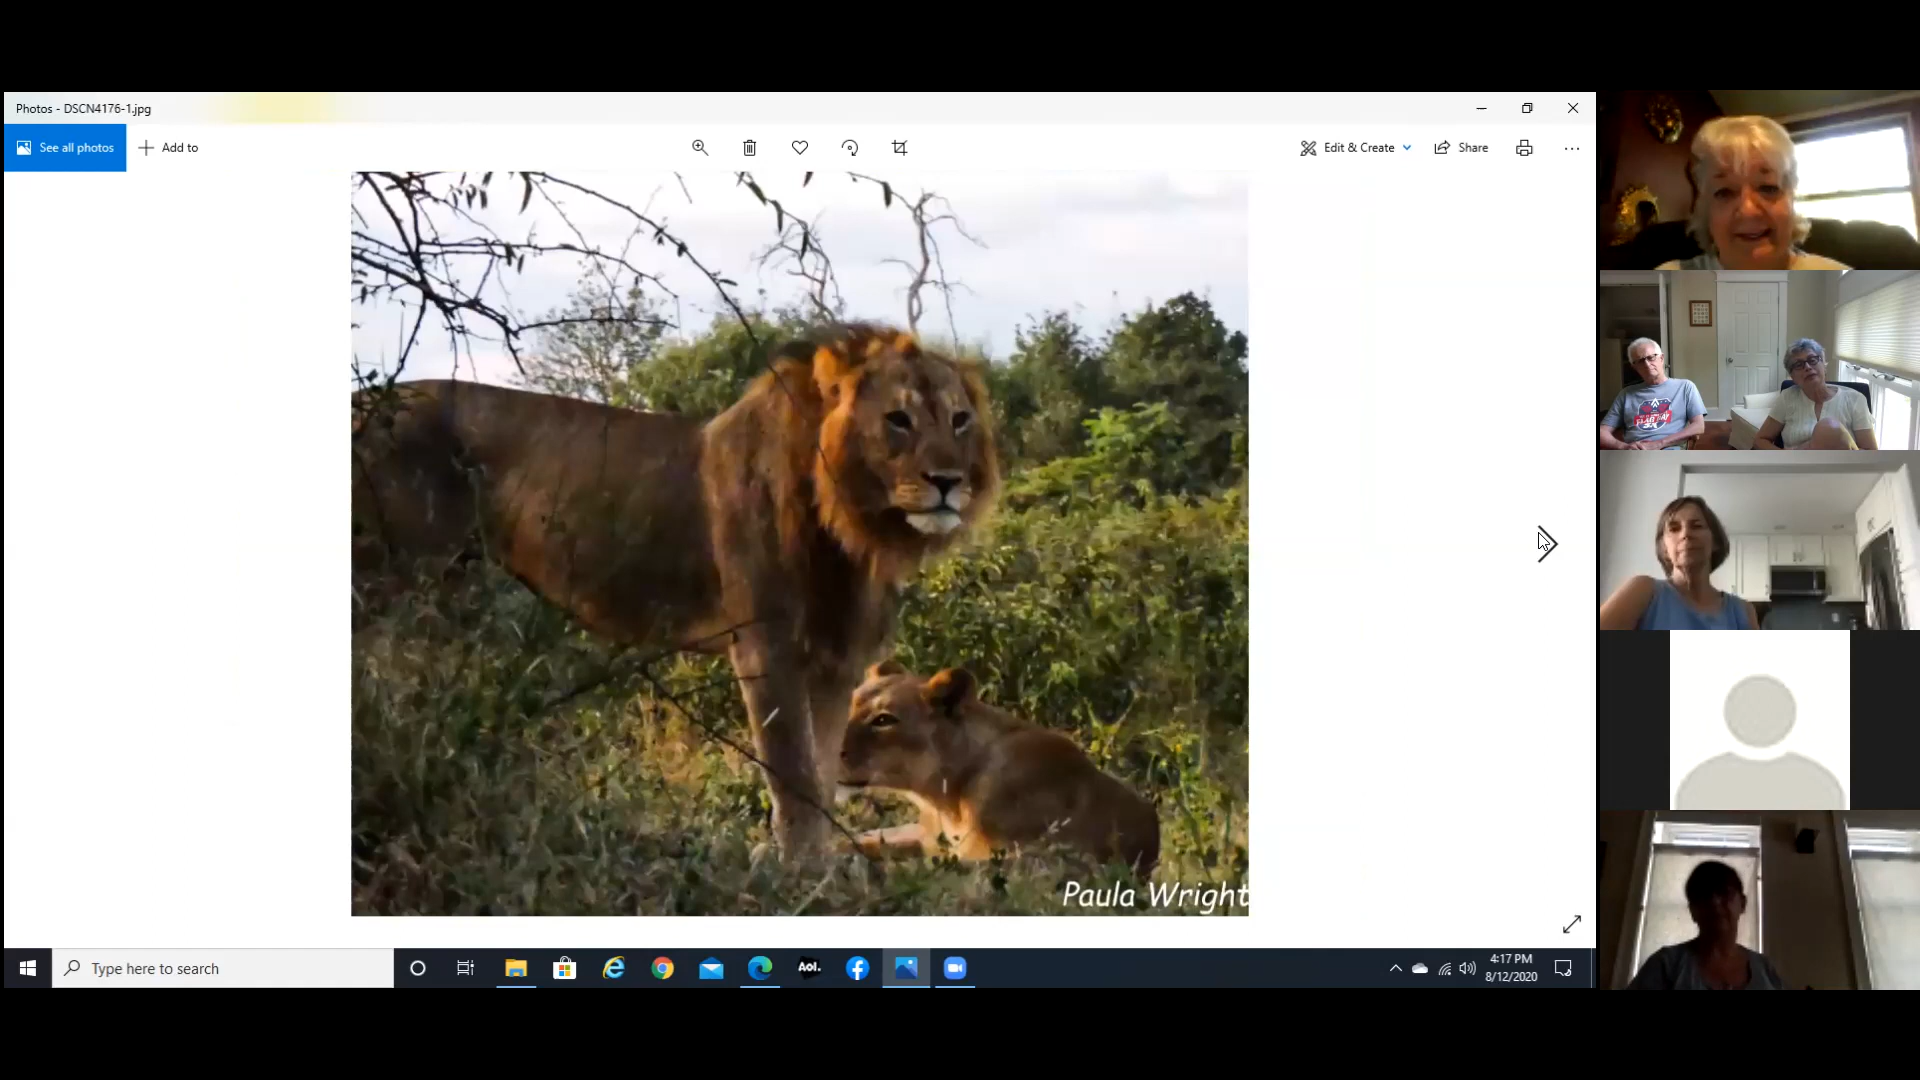 Photos - DSCN4176-1.jpg
See all photos
Add to
Edit & Create
Share
Paula Wright
Type here to search
Aol.
4:17 PM
8/12/2020